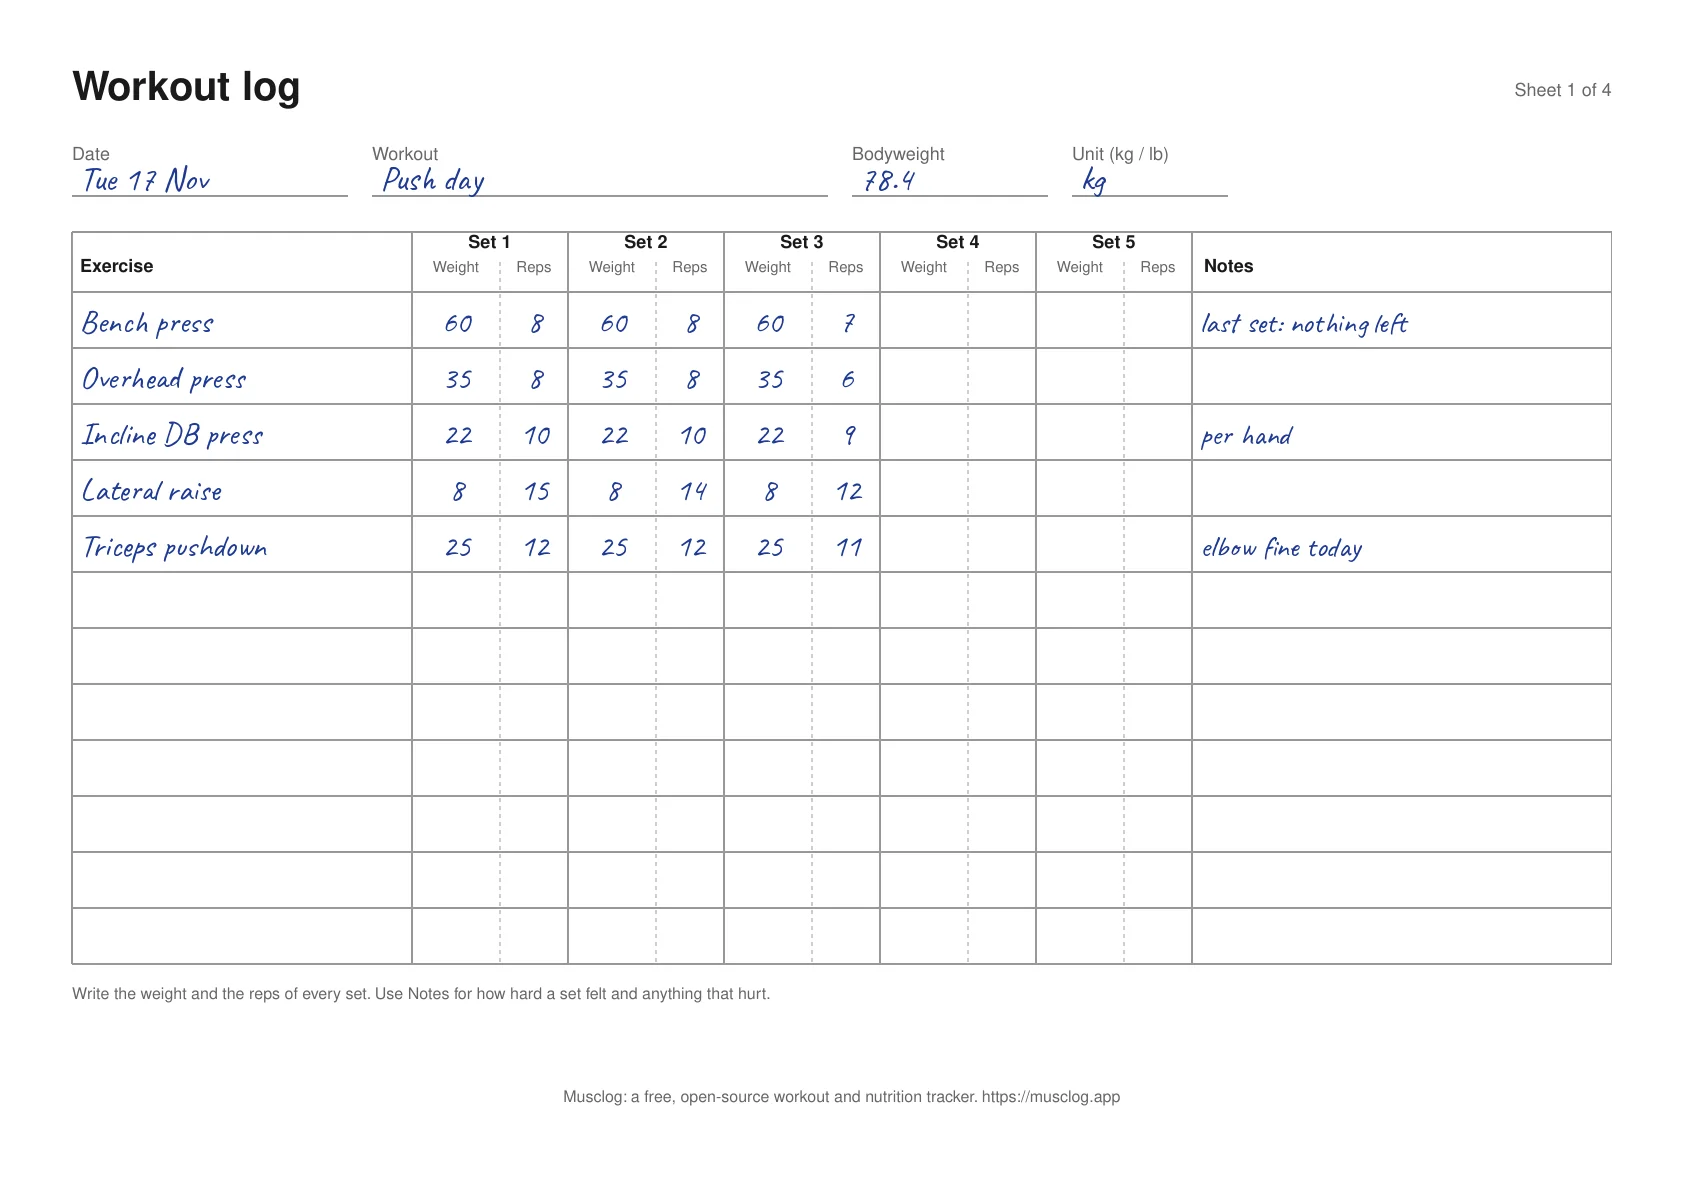 Workout log
Sheet 1 of 4
Date Workout Bodyweight Unit (kg / lb)
Tue 17 Nov Push day 78.4 kg
Set 1 Set 2 Set 3 Set 4 Set 5
Exercise Weight Reps Weight Reps Weight Reps Weight Reps Weight Reps Notes
Bench press 60 8 60 8 60 7 last set: nothing left
Overhead press 35 8 35 8 35 6
Incline DB press 22 10 22 10 22 9 per hand
Lateral raise 8 15 8 14 8 12
Triceps pushdown 25 12 25 12 25 11 elbow fine today
Write the weight and the reps of every set. Use Notes for how hard a set felt and anything that hurt.
Musclog: a free, open-source workout and nutrition tracker. https://musclog.app